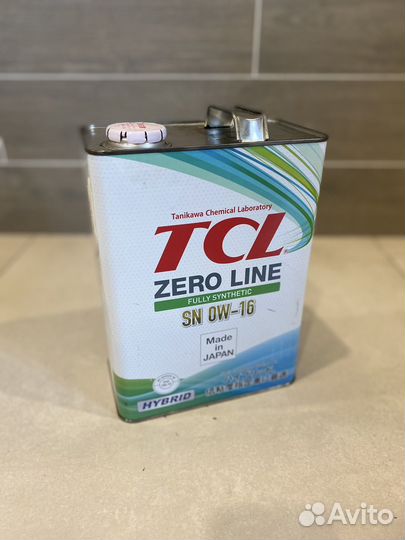 Tanikawa Chemical Laboratory
TCL
ZERO LINE
FULLY SYNTHETIC
SN 0W-16
Made
in
JAPAN
HYBRID
Avito